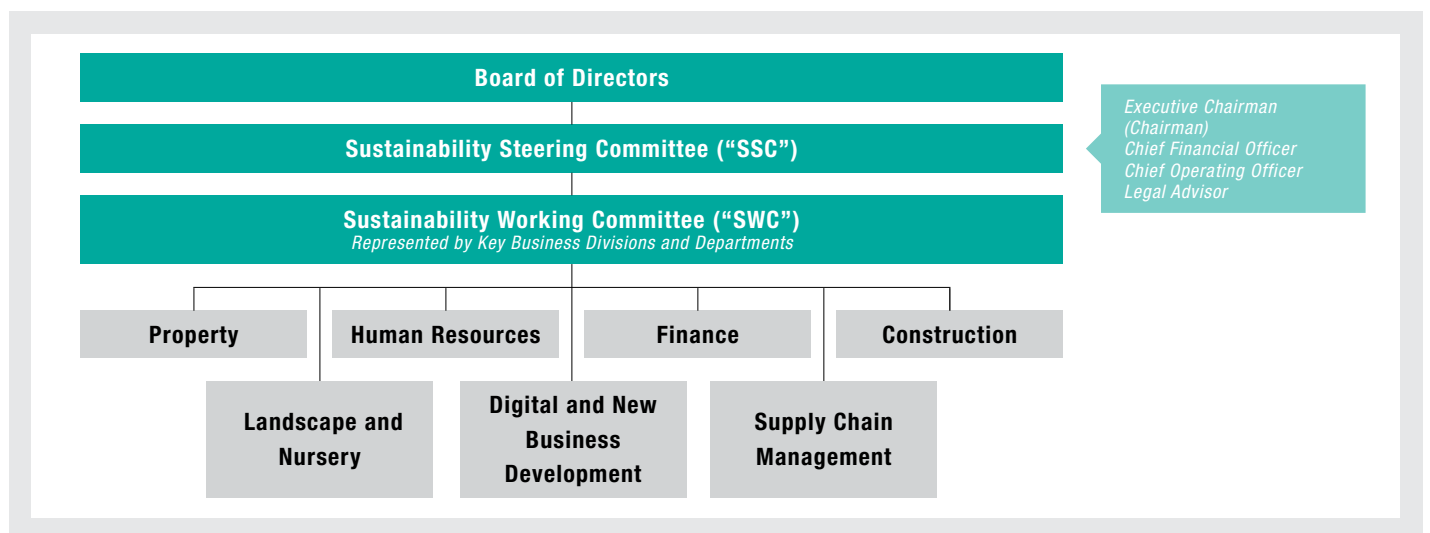 Board of Directors
Sustainability Steering Committee (“SSC”)
Executive Chairman
(Chairman)
Chief Financial Officer
Chief Operating Officer
Legal Advisor
Sustainability Working Committee (“SWC”)
Represented by Key Business Divisions and Departments
Property
Human Resources
Finance
Construction
Landscape and
Nursery
Digital and New
Business
Development
Supply Chain
Management